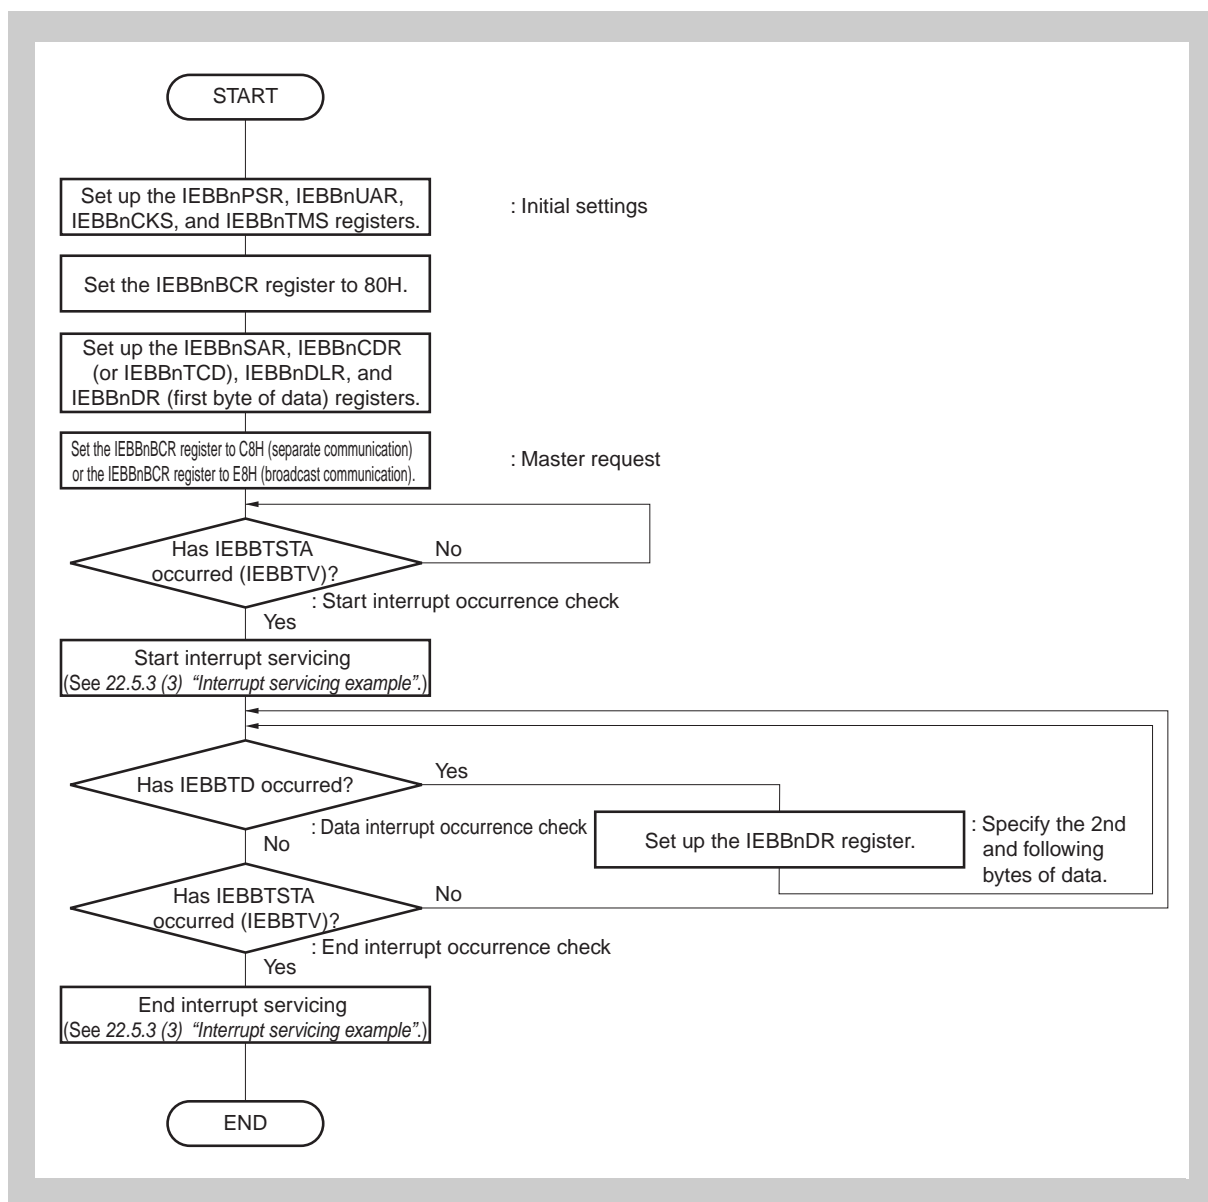 START
Set up the IEBBnPSR, IEBBnUAR,
IEBBnCKS, and IEBBnTMS registers.
: Initial settings
Set the IEBBnBCR register to 80H.
Set up the IEBBnSAR, IEBBnCDR
(or IEBBnTCD), IEBBnDLR, and
IEBBnDR (first byte of data) registers.
Set the IEBBnBCR register to C8H (separate communication)
or the IEBBnBCR register to E8H (broadcast communication).
: Master request
Has IEBBTSTA
occurred (IEBBTV)?
No
: Start interrupt occurrence check
Yes
Start interrupt servicing
(See 22.5.3 (3) “Interrupt servicing example”.)
Has IEBBTD occurred?
Yes
: Data interrupt occurrence check
No
Set up the IEBBnDR register.
: Specify the 2nd
and following
bytes of data.
Has IEBBTSTA
occurred (IEBBTV)?
No
: End interrupt occurrence check
Yes
End interrupt servicing
(See 22.5.3 (3) “Interrupt servicing example”.)
END